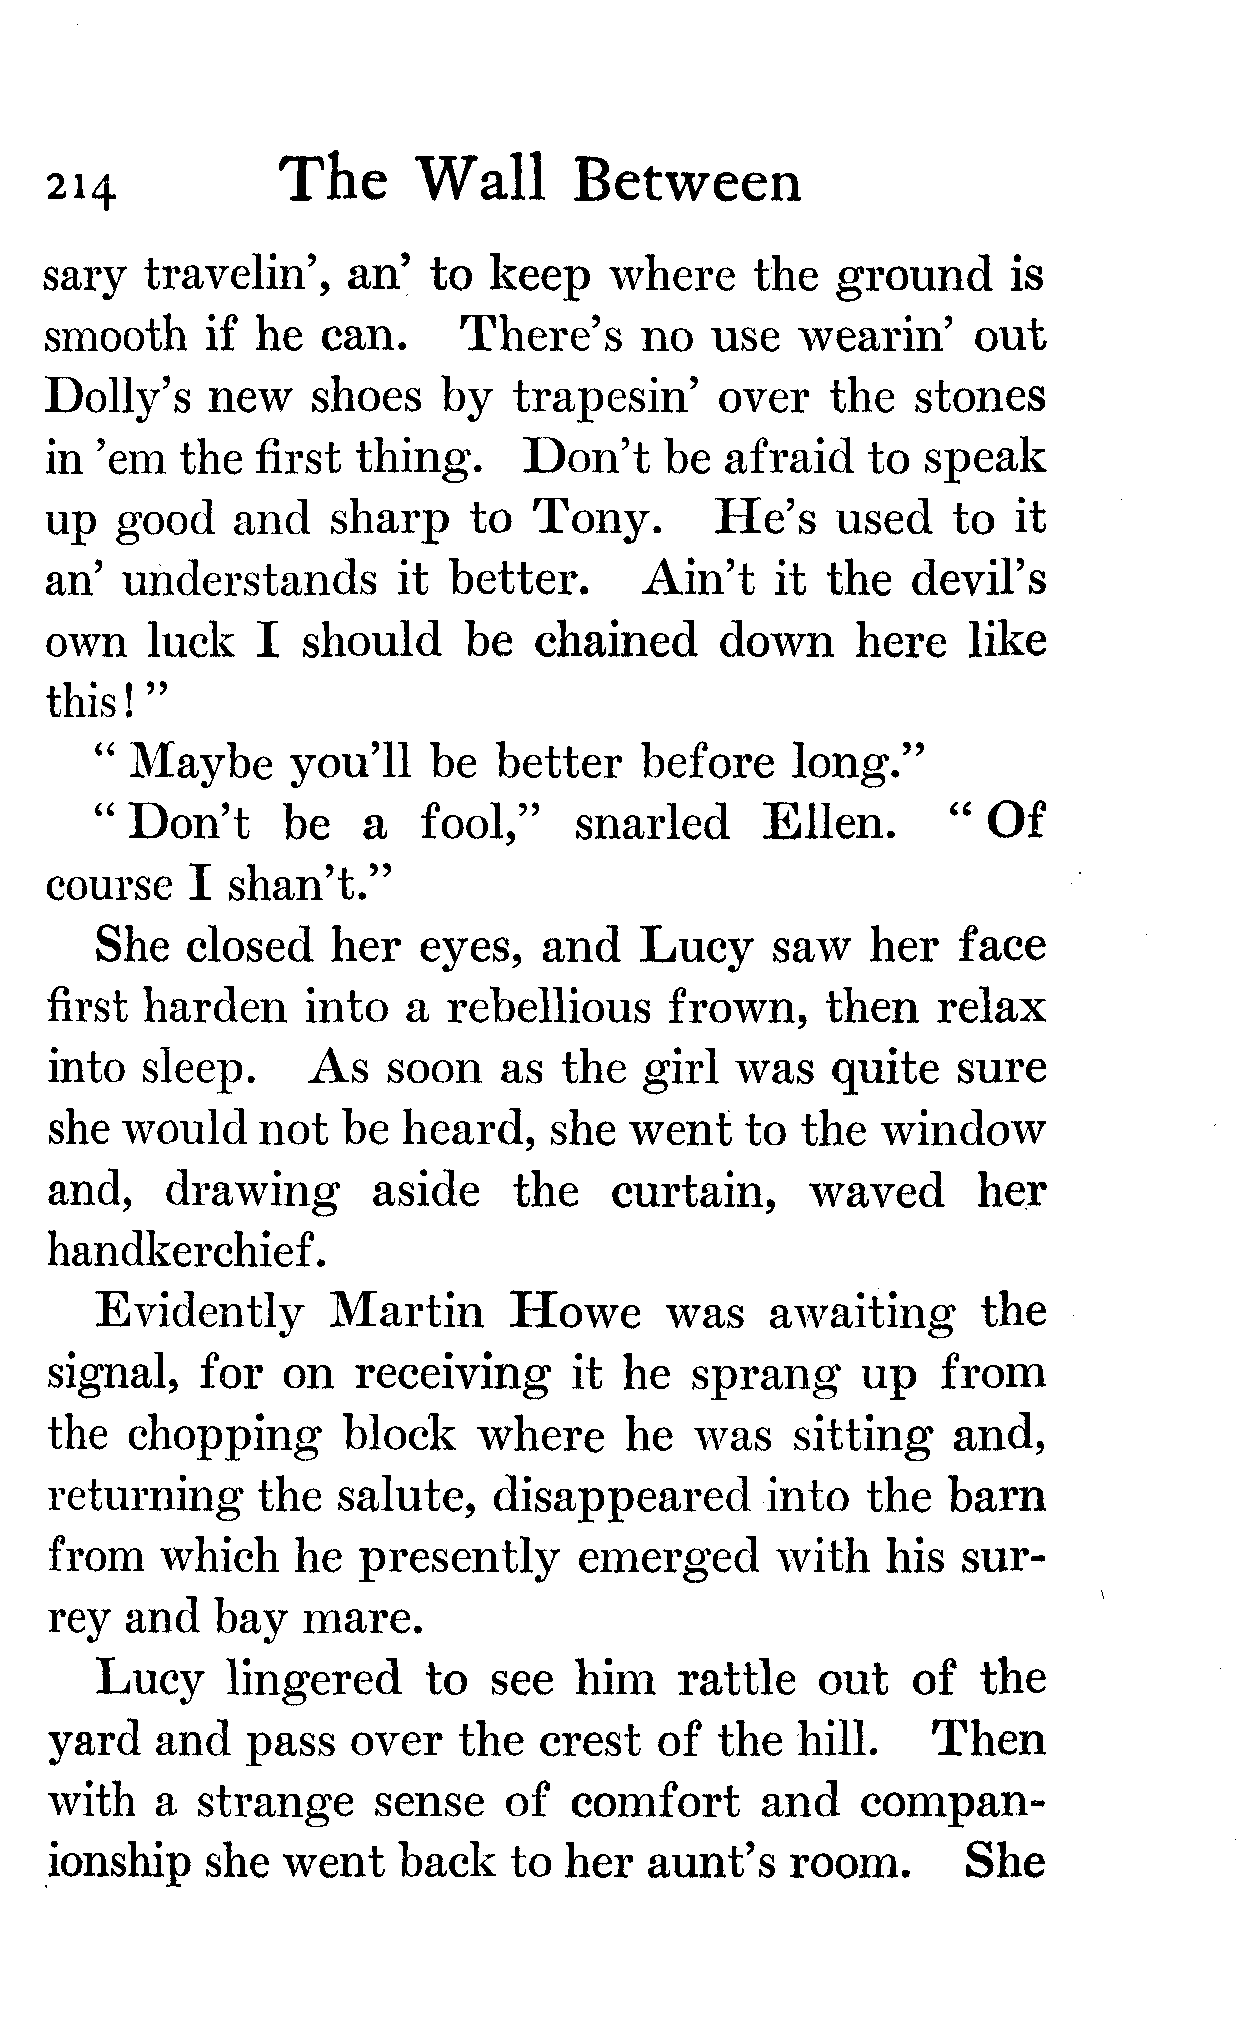 214 The Wall Between
sary travelin', an' to keep where the ground is
smooth if he can. There's no use wearin' out
Dolly's new shoes by trapesin' over the stones
in 'em the first thing. Don't be afraid to speak
up good and sharp to Tony. He's used to it
an' understands it better. Ain't it the devil's
own luck I should be chained down here like
this!"
"Maybe you'll be better before long."
"Don't be a fool," snarled Ellen. "Of
course I shan't."
She closed her eyes, and Lucy saw her face
first harden into a rebellious frown, then relax
into sleep. As soon as the girl was quite sure
she would not be heard, she went to the window
and, drawing aside the curtain, waved her
handkerchief.
Evidently Martin Howe was awaiting the
signal, for on receiving it he sprang up from
the chopping block where he was sitting and,
returning the salute, disappeared into the barn
from which he presently emerged with his sur-
rey and bay mare.
Lucy lingered to see him rattle out of the
yard and pass over the crest of the hill. Then
with a strange sense of comfort and compan-
ionship she went back to her aunt's room. She